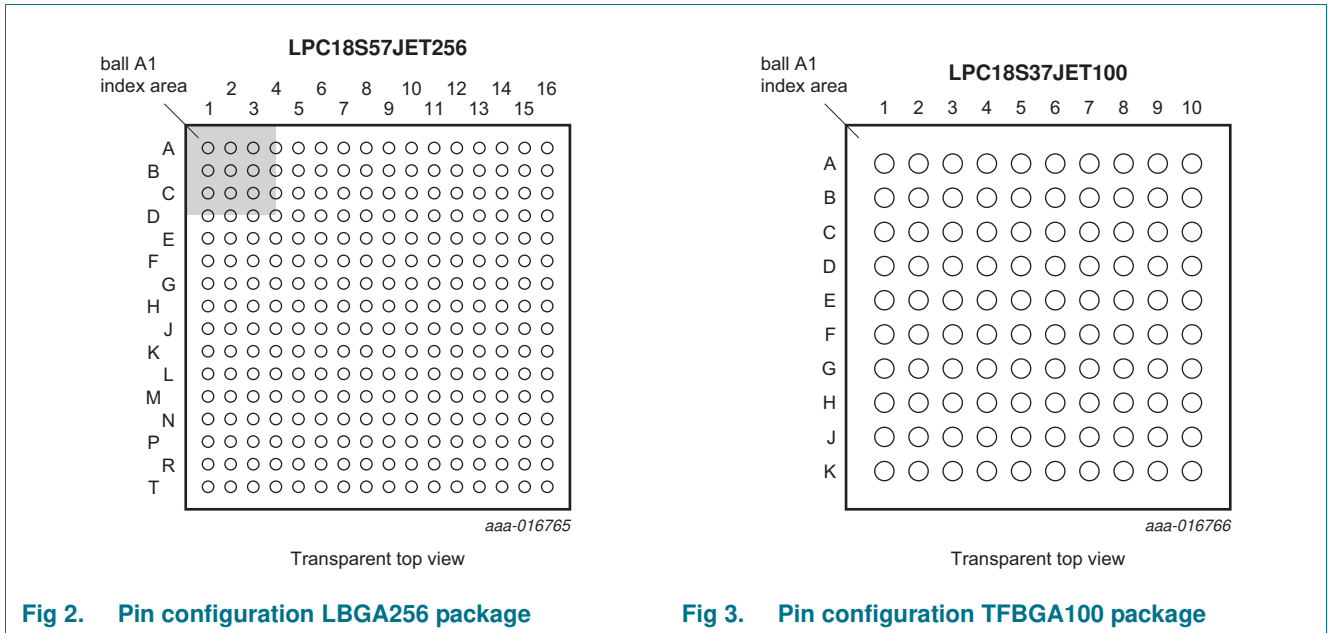 LPC18S57JET256
ball A1
index area
2 4 6 8 10 12 14 16
1 3 5 7 9 11 13 15
A
B
C
D
E
F
G
H
J
K
L
M
N
P
R
T
aaa-016765
Transparent top view
Fig 2. Pin configuration LBGA256 package
LPC18S37JET100
ball A1
index area
1 2 3 4 5 6 7 8 9 10
A
B
C
D
E
F
G
H
J
K
aaa-016766
Transparent top view
Fig 3. Pin configuration TFBGA100 package